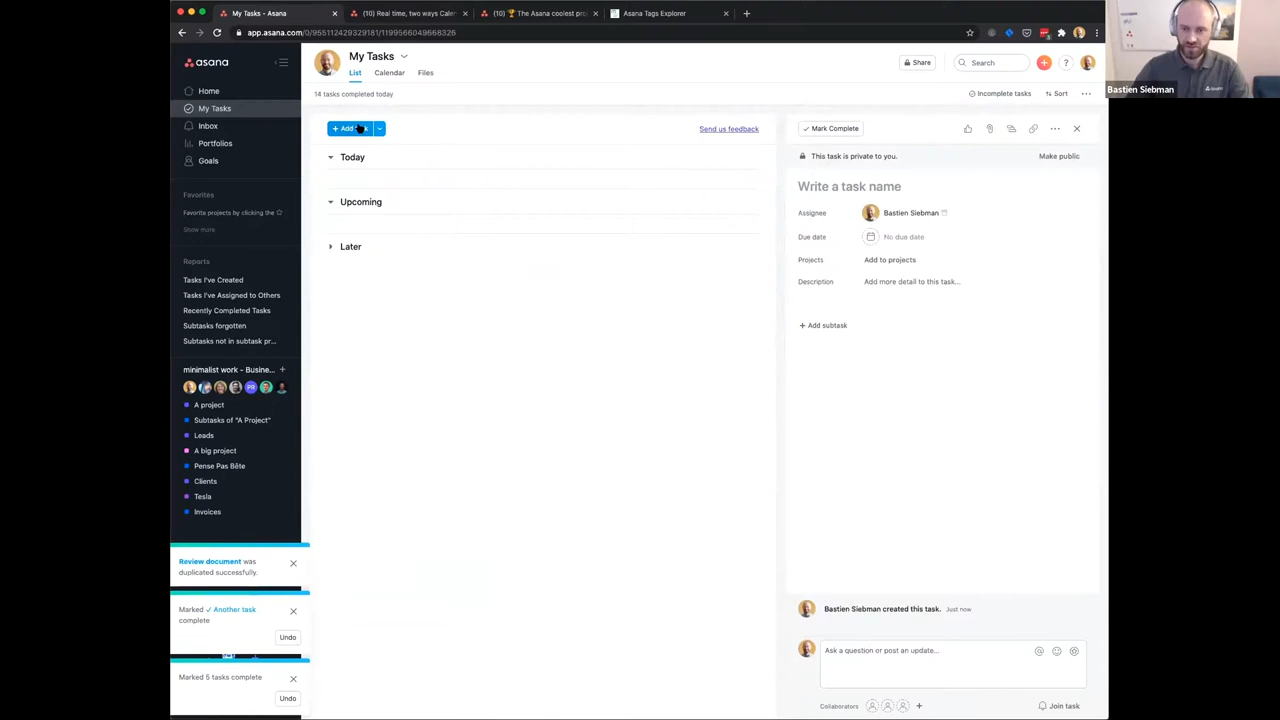 My Tasks - Asana
(10) Real time, two ways Caler
(10) 🏆 The Asana coolest pro
Asana Tags Explorer
app.asana.com/0/955112429329181/1199566049668326
asana
Home
My Tasks
Inbox
Portfolios
Goals
Favorites
Favorite projects by clicking the
Show more
Reports
Tasks I've Created
Tasks I've Assigned to Others
Recently Completed Tasks
Subtasks forgotten
Subtasks not in subtask pr...
minimalist work - Busine...
PR
A project
Subtasks of "A Project"
Leads
A big project
Pense Pas Bête
Clients
Tesla
Invoices
Review document was
duplicated successfully.
Marked ✓ Another task
complete
Undo
Marked 5 tasks complete
Undo
My Tasks
List
Calendar
Files
Share
Search
?
14 tasks completed today
Incomplete tasks
Sort
+ Add
Send us feedback
Today
Upcoming
Later
Mark Complete
This task is private to you.
Make public
Write a task name
Assignee
Bastien Siebman
Due date
No due date
Projects
Add to projects
Description
Add more detail to this task...
+ Add subtask
Bastien Siebman created this task. Just now
Ask a question or post an update...
Collaborators
Join task
Bastien Siebman